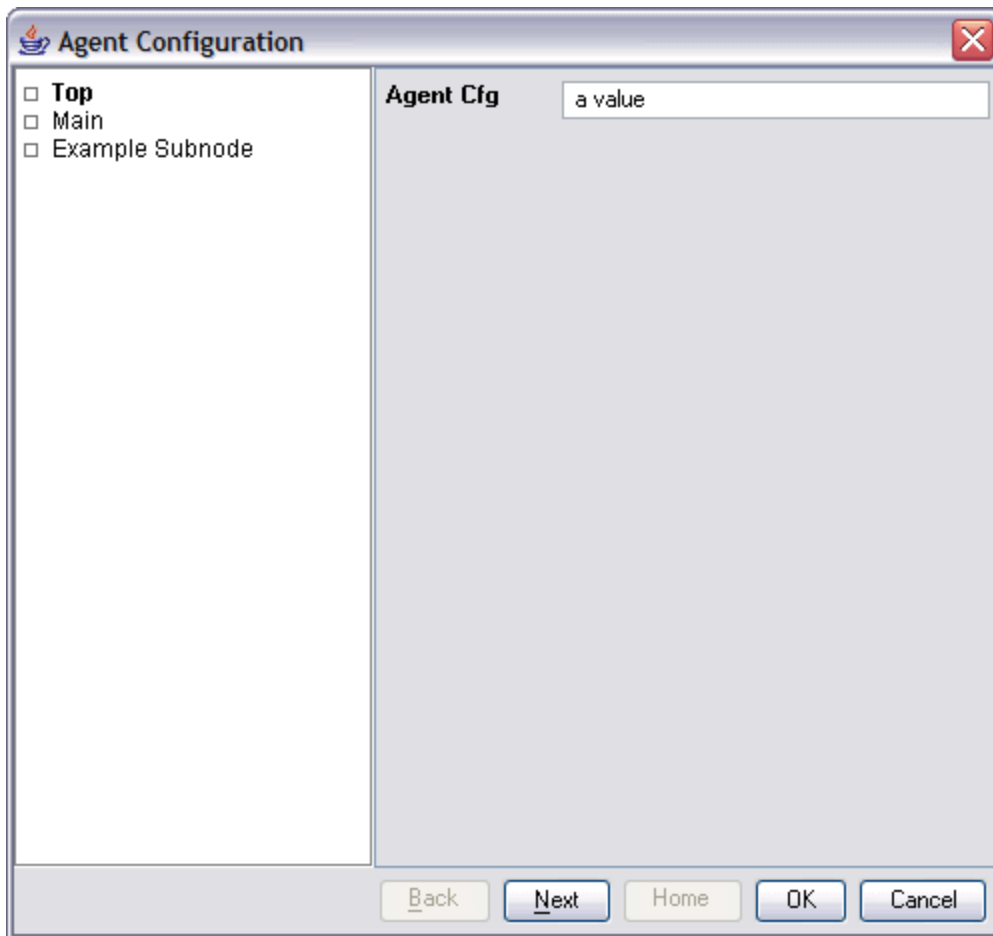 Agent Configuration
Top
Main
Example Subnode
Agent Cfg
a value
Back
Next
Home
OK
Cancel